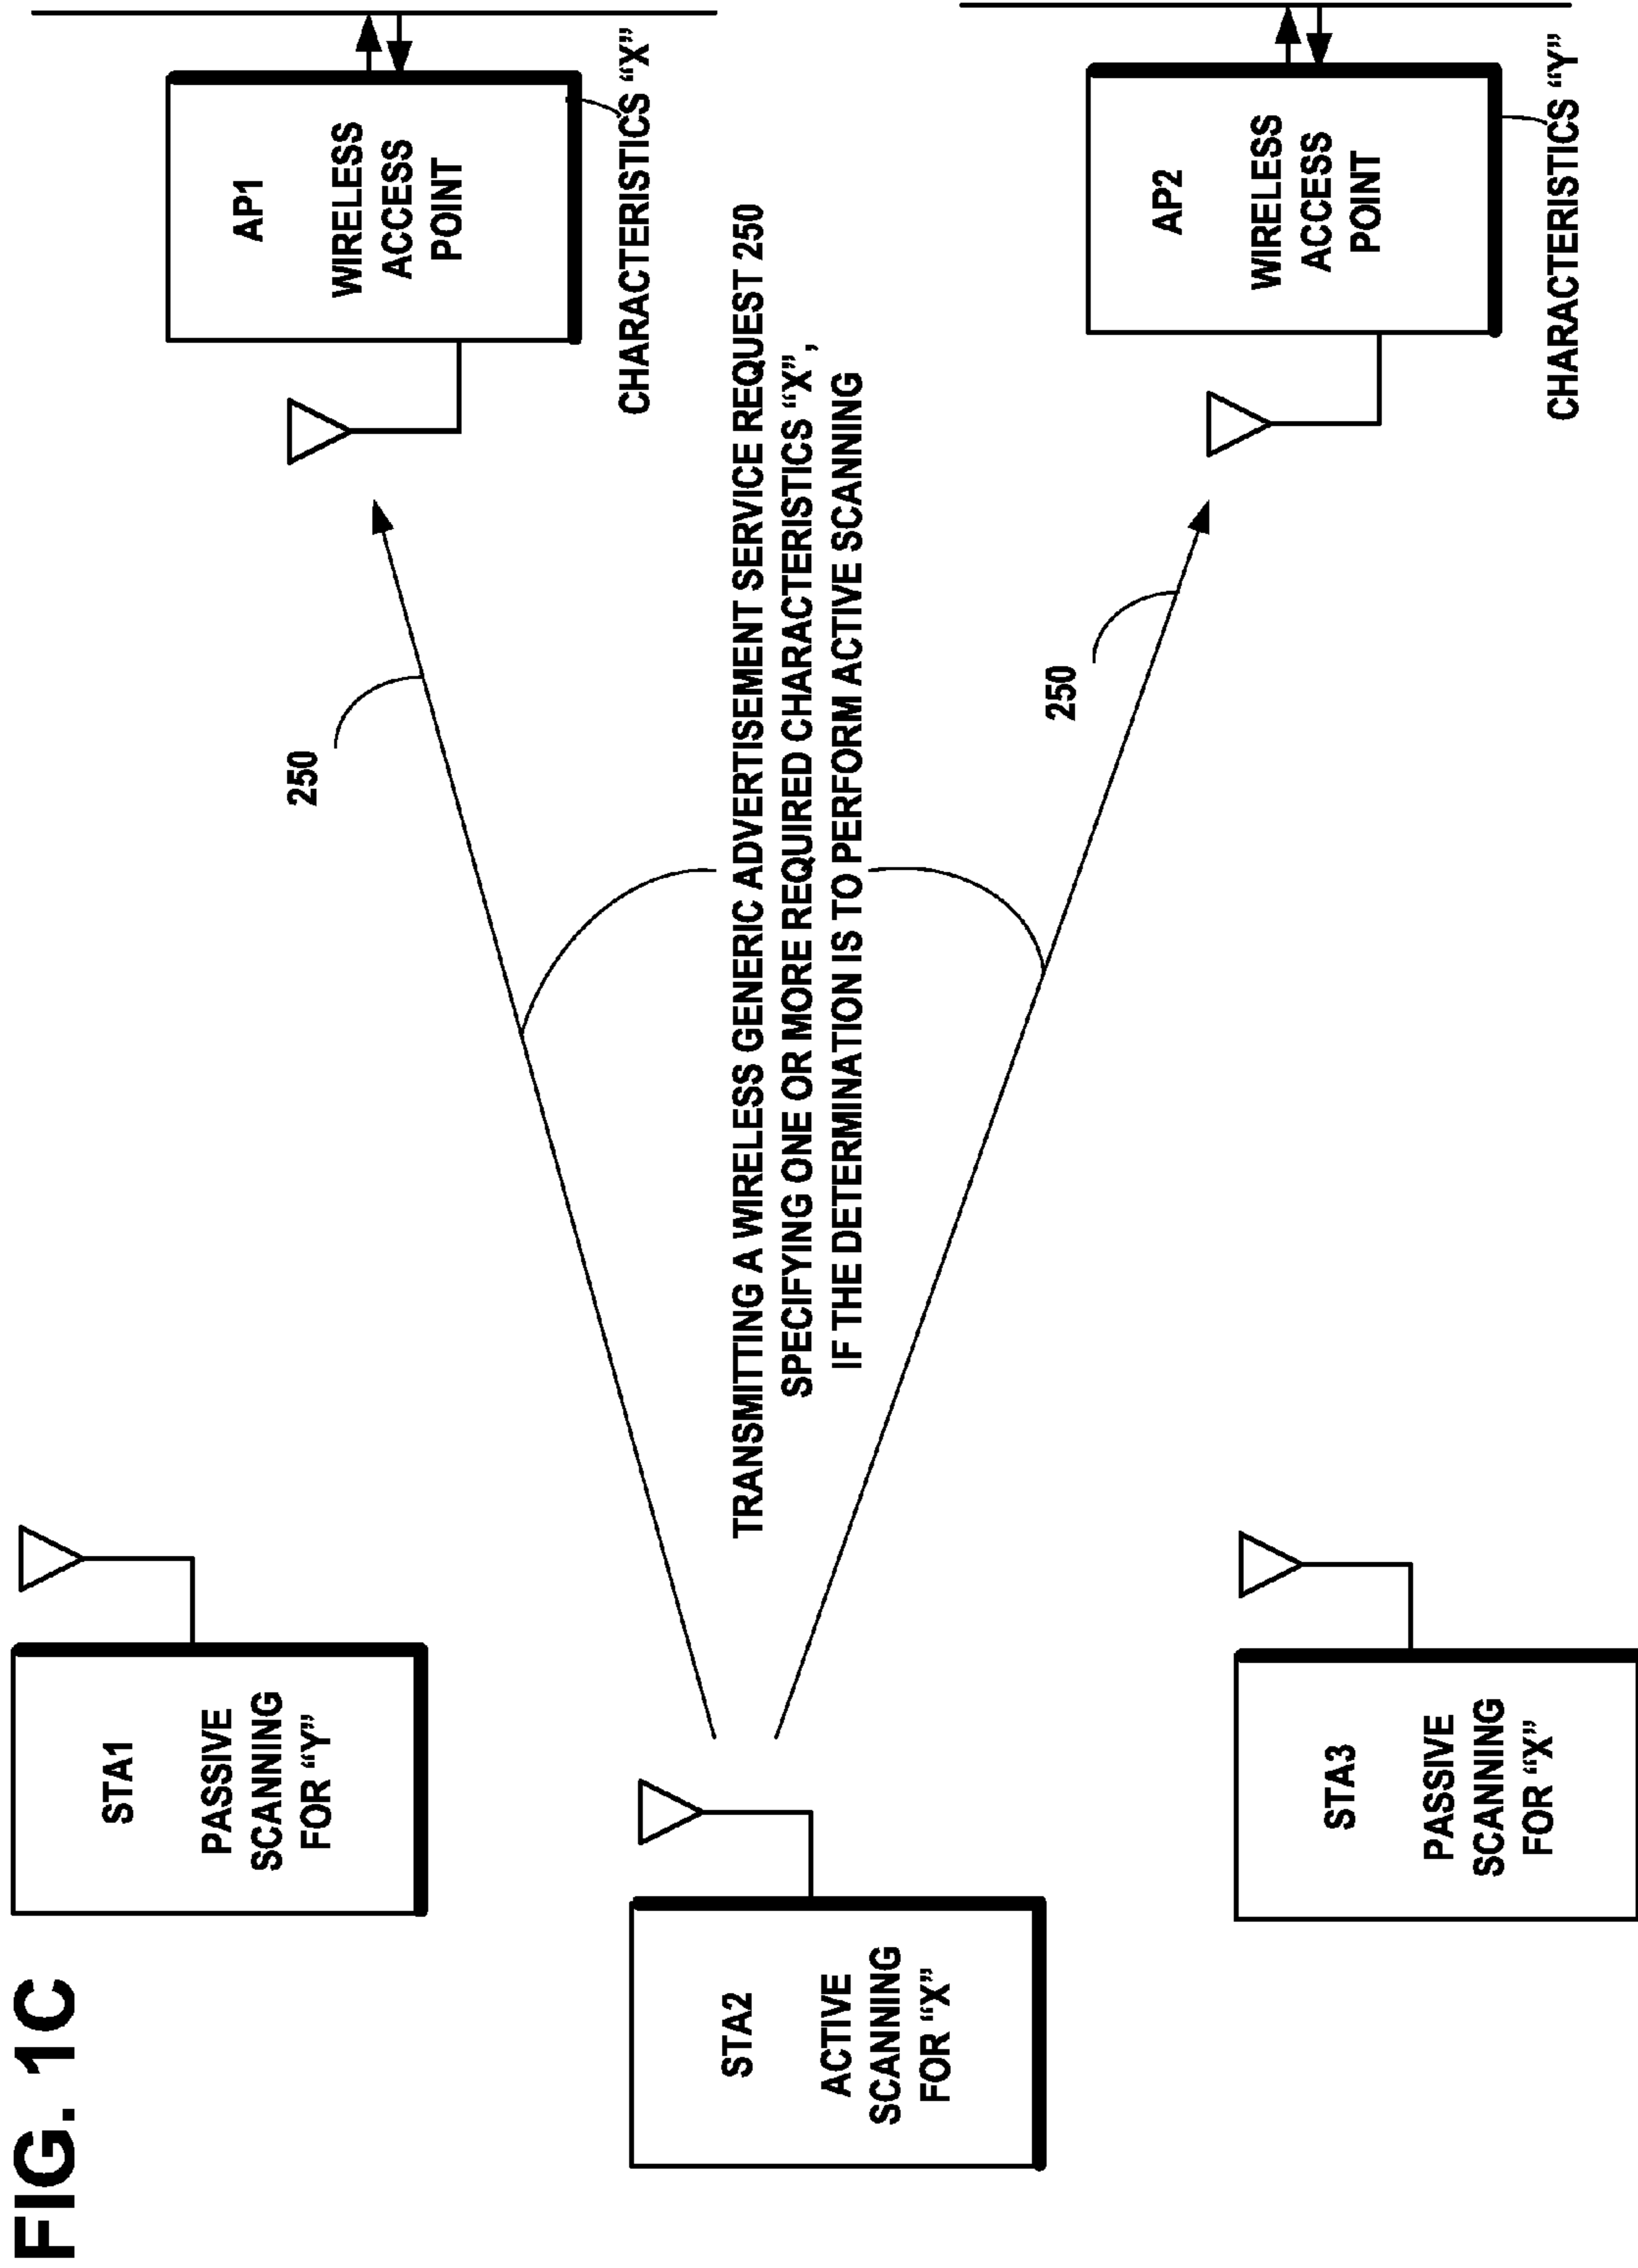 FIG. 1C
STA1
PASSIVE
SCANNING
FOR “Y”
STA2
ACTIVE
SCANNING
FOR “X”
STA3
PASSIVE
SCANNING
FOR “X”
250
TRANSMITTING A WIRELESS GENERIC ADVERTISEMENT SERVICE REQUEST 250
SPECIFYING ONE OR MORE REQUIRED CHARACTERISTICS “X” ,
IF THE DETERMINATION IS TO PERFORM ACTIVE SCANNING
250
AP1
WIRELESS
ACCESS
POINT
CHARACTERISTICS “X”
AP2
WIRELESS
ACCESS
POINT
CHARACTERISTICS “Y”